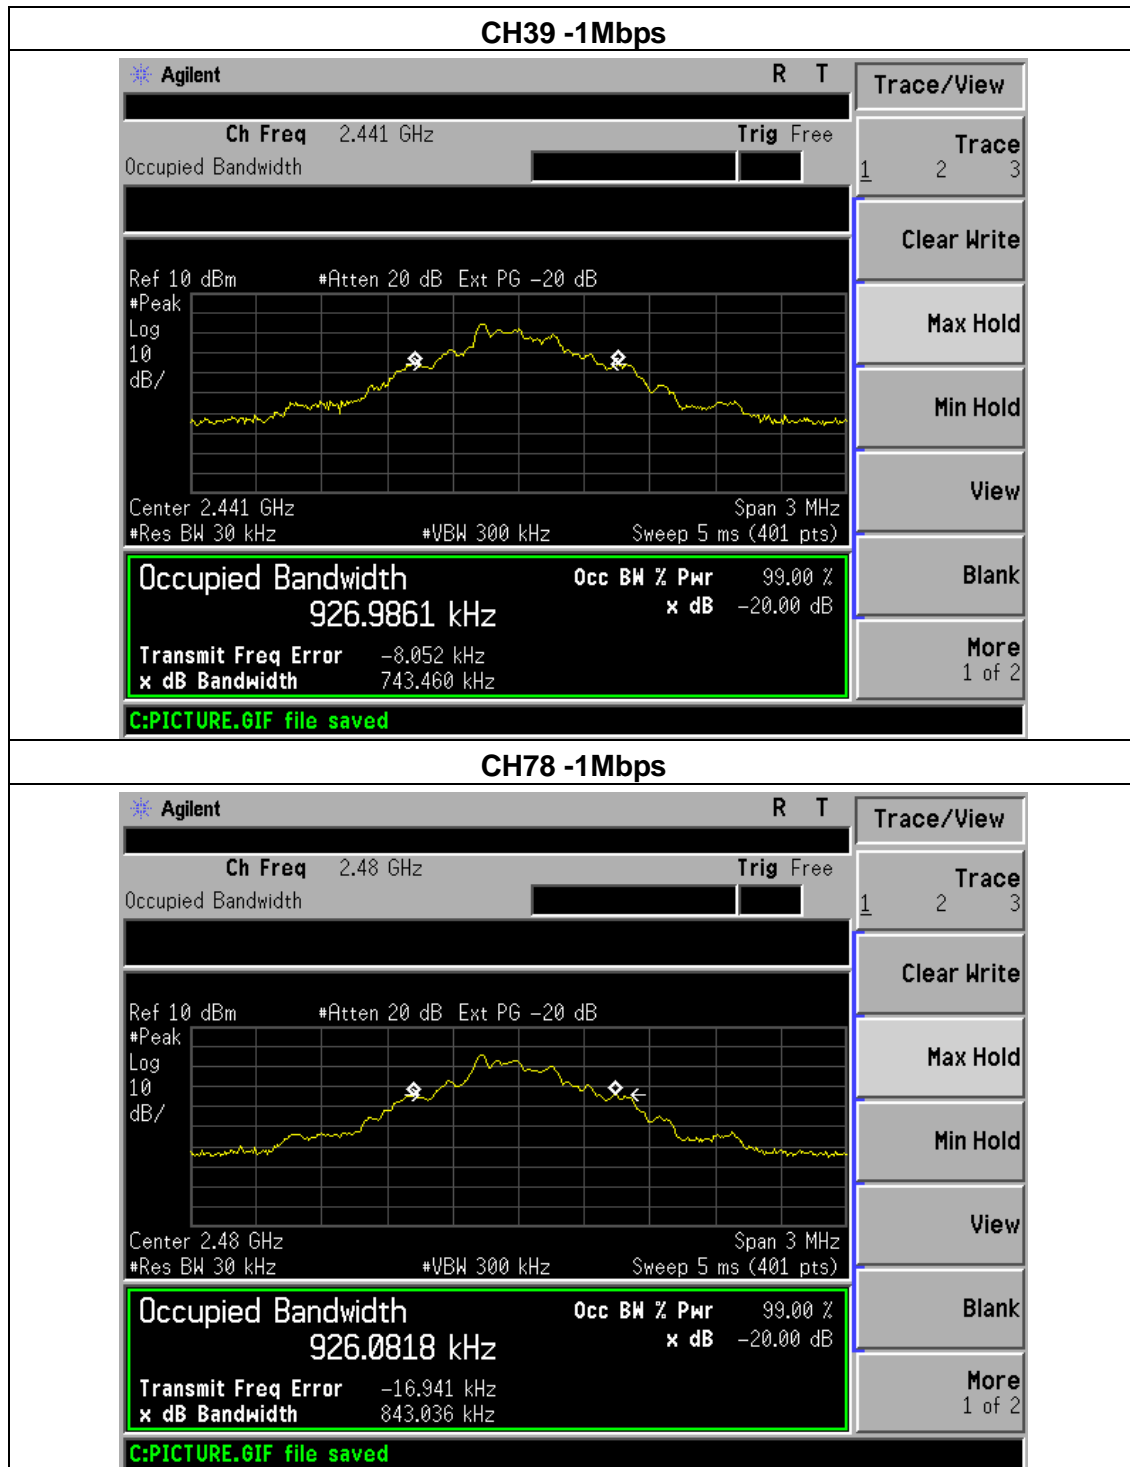 CH39 -1Mbps
Agilent R T
Trace/View
Ch Freq 2.441 GHz Trig Free
Occupied Bandwidth
Trace
1 2 3
Clear Write
Ref 10 dBm #Atten 20 dB Ext PG -20 dB
#Peak
Log
10
dB/
Max Hold
Min Hold
View
Center 2.441 GHz Span 3 MHz
#Res BW 30 kHz #VBW 300 kHz Sweep 5 ms (401 pts)
Occupied Bandwidth Occ BW % Pwr 99.00 %
926.9861 kHz x dB -20.00 dB
Blank
Transmit Freq Error -8.052 kHz
x dB Bandwidth 743.460 kHz
More
1 of 2
C:PICTURE.GIF file saved
CH78 -1Mbps
Agilent R T
Trace/View
Ch Freq 2.48 GHz Trig Free
Occupied Bandwidth
Trace
1 2 3
Clear Write
Ref 10 dBm #Atten 20 dB Ext PG -20 dB
#Peak
Log
10
dB/
Max Hold
Min Hold
View
Center 2.48 GHz Span 3 MHz
#Res BW 30 kHz #VBW 300 kHz Sweep 5 ms (401 pts)
Occupied Bandwidth Occ BW % Pwr 99.00 %
926.0818 kHz x dB -20.00 dB
Blank
Transmit Freq Error -16.941 kHz
x dB Bandwidth 843.036 kHz
More
1 of 2
C:PICTURE.GIF file saved